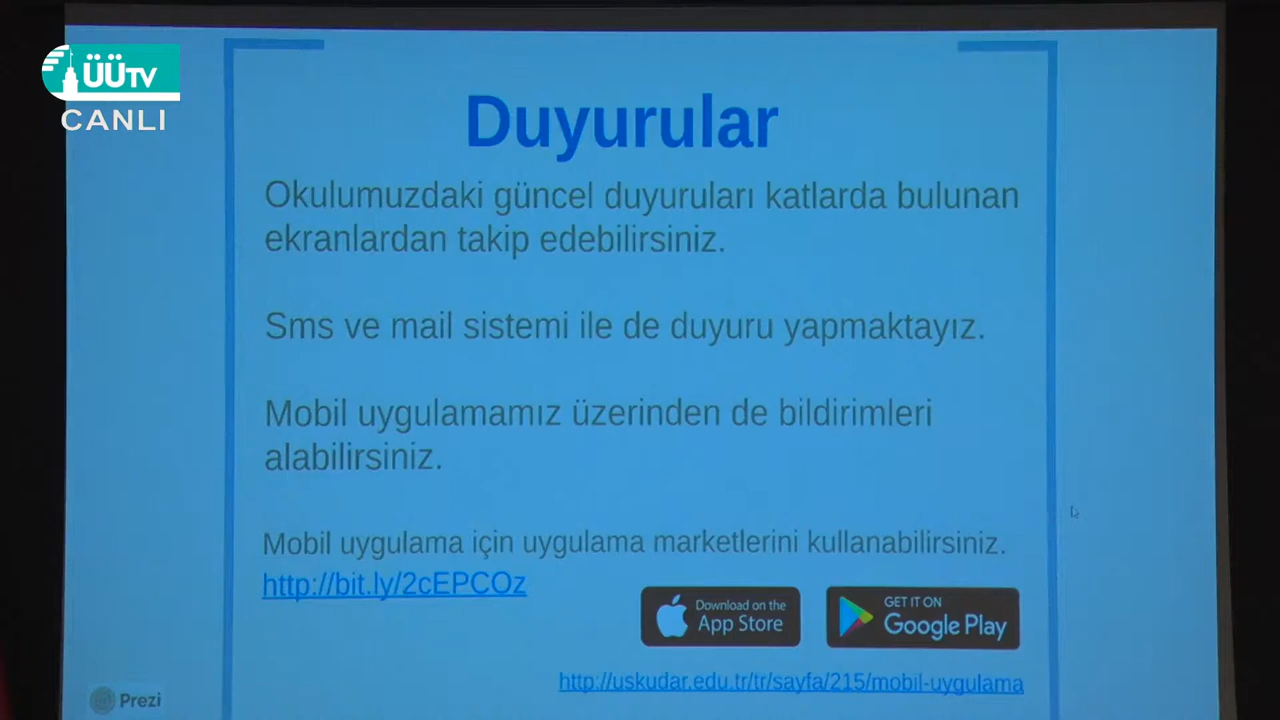 ÜÜTV
CANLI
Duyurular
Okulumuzdaki güncel duyuruları katlarda bulunan
ekranlardan takip edebilirsiniz.
Sms ve mail sistemi ile de duyuru yapmaktayız.
Mobil uygulamamız üzerinden de bildirimleri
alabilirsiniz.
Mobil uygulama için uygulama marketlerini kullanabilirsiniz.
http://bit.ly/2cEPCOz
Download on the
App Store
GET IT ON
Google Play
http://uskudar.edu.tr/tr/sayfa/215/mobil-uygulama
Prezi